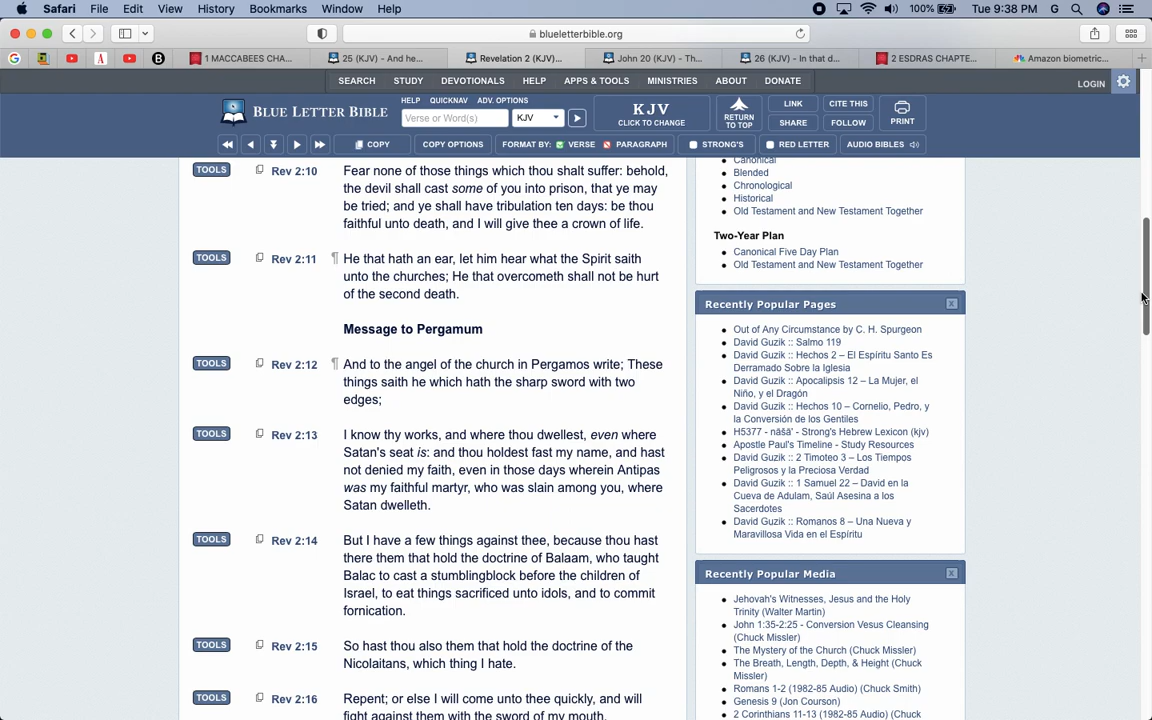 Safari File Edit View History Bookmarks Window Help 100% Tue 9:38 PM G
blueletterbible.org
G A B 1 MACCABEES CHA... 25 (KJV) - And he... Revelation 2 (KJV)... John 20 (KJV) - Th... 26 (KJV) - In that d... 2 ESDRAS CHAPTE... Amazon biometric...
SEARCH STUDY DEVOTIONALS HELP APPS & TOOLS MINISTRIES ABOUT DONATE LOGIN
BLUE LETTER BIBLE
HELP QUICKNAV ADV. OPTIONS
Verse or Word(s) KJV
KJV
CLICK TO CHANGE
RETURN
TO TOP
LINK CITE THIS
SHARE FOLLOW
PRINT
COPY COPY OPTIONS FORMAT BY: VERSE PARAGRAPH STRONG'S RED LETTER AUDIO BIBLES
TOOLS Rev 2:10 Fear none of those things which thou shalt suffer: behold,
the devil shall cast some of you into prison, that ye may
be tried; and ye shall have tribulation ten days: be thou
faithful unto death, and I will give thee a crown of life.
TOOLS Rev 2:11 ¶ He that hath an ear, let him hear what the Spirit saith
unto the churches; He that overcometh shall not be hurt
of the second death.
Message to Pergamum
TOOLS Rev 2:12 ¶ And to the angel of the church in Pergamos write; These
things saith he which hath the sharp sword with two
edges;
TOOLS Rev 2:13 I know thy works, and where thou dwellest, even where
Satan's seat is: and thou holdest fast my name, and hast
not denied my faith, even in those days wherein Antipas
was my faithful martyr, who was slain among you, where
Satan dwelleth.
TOOLS Rev 2:14 But I have a few things against thee, because thou hast
there them that hold the doctrine of Balaam, who taught
Balac to cast a stumblingblock before the children of
Israel, to eat things sacrificed unto idols, and to commit
fornication.
TOOLS Rev 2:15 So hast thou also them that hold the doctrine of the
Nicolaitans, which thing I hate.
TOOLS Rev 2:16 Repent; or else I will come unto thee quickly, and will
fight against them with the sword of my mouth.
Canonical
Blended
Chronological
Historical
Old Testament and New Testament Together
Two-Year Plan
Canonical Five Day Plan
Old Testament and New Testament Together
Recently Popular Pages
Out of Any Circumstance by C. H. Spurgeon
David Guzik :: Salmo 119
David Guzik :: Hechos 2 – El Espíritu Santo Es
Derramado Sobre la Iglesia
David Guzik :: Apocalipsis 12 – La Mujer, el
Niño, y el Dragón
David Guzik :: Hechos 10 – Cornelio, Pedro, y
la Conversión de los Gentiles
H5377 - nāšā' - Strong's Hebrew Lexicon (kjv)
Apostle Paul's Timeline - Study Resources
David Guzik :: 2 Timoteo 3 – Los Tiempos
Peligrosos y la Preciosa Verdad
David Guzik :: 1 Samuel 22 – David en la
Cueva de Adulam, Saúl Asesina a los
Sacerdotes
David Guzik :: Romanos 8 – Una Nueva y
Maravillosa Vida en el Espíritu
Recently Popular Media
Jehovah's Witnesses, Jesus and the Holy
Trinity (Walter Martin)
John 1:35-2:25 - Conversion Vesus Cleansing
(Chuck Missler)
The Mystery of the Church (Chuck Missler)
The Breath, Length, Depth, & Height (Chuck
Missler)
Romans 1-2 (1982-85 Audio) (Chuck Smith)
Genesis 9 (Jon Courson)
2 Corinthians 11-13 (1982-85 Audio) (Chuck